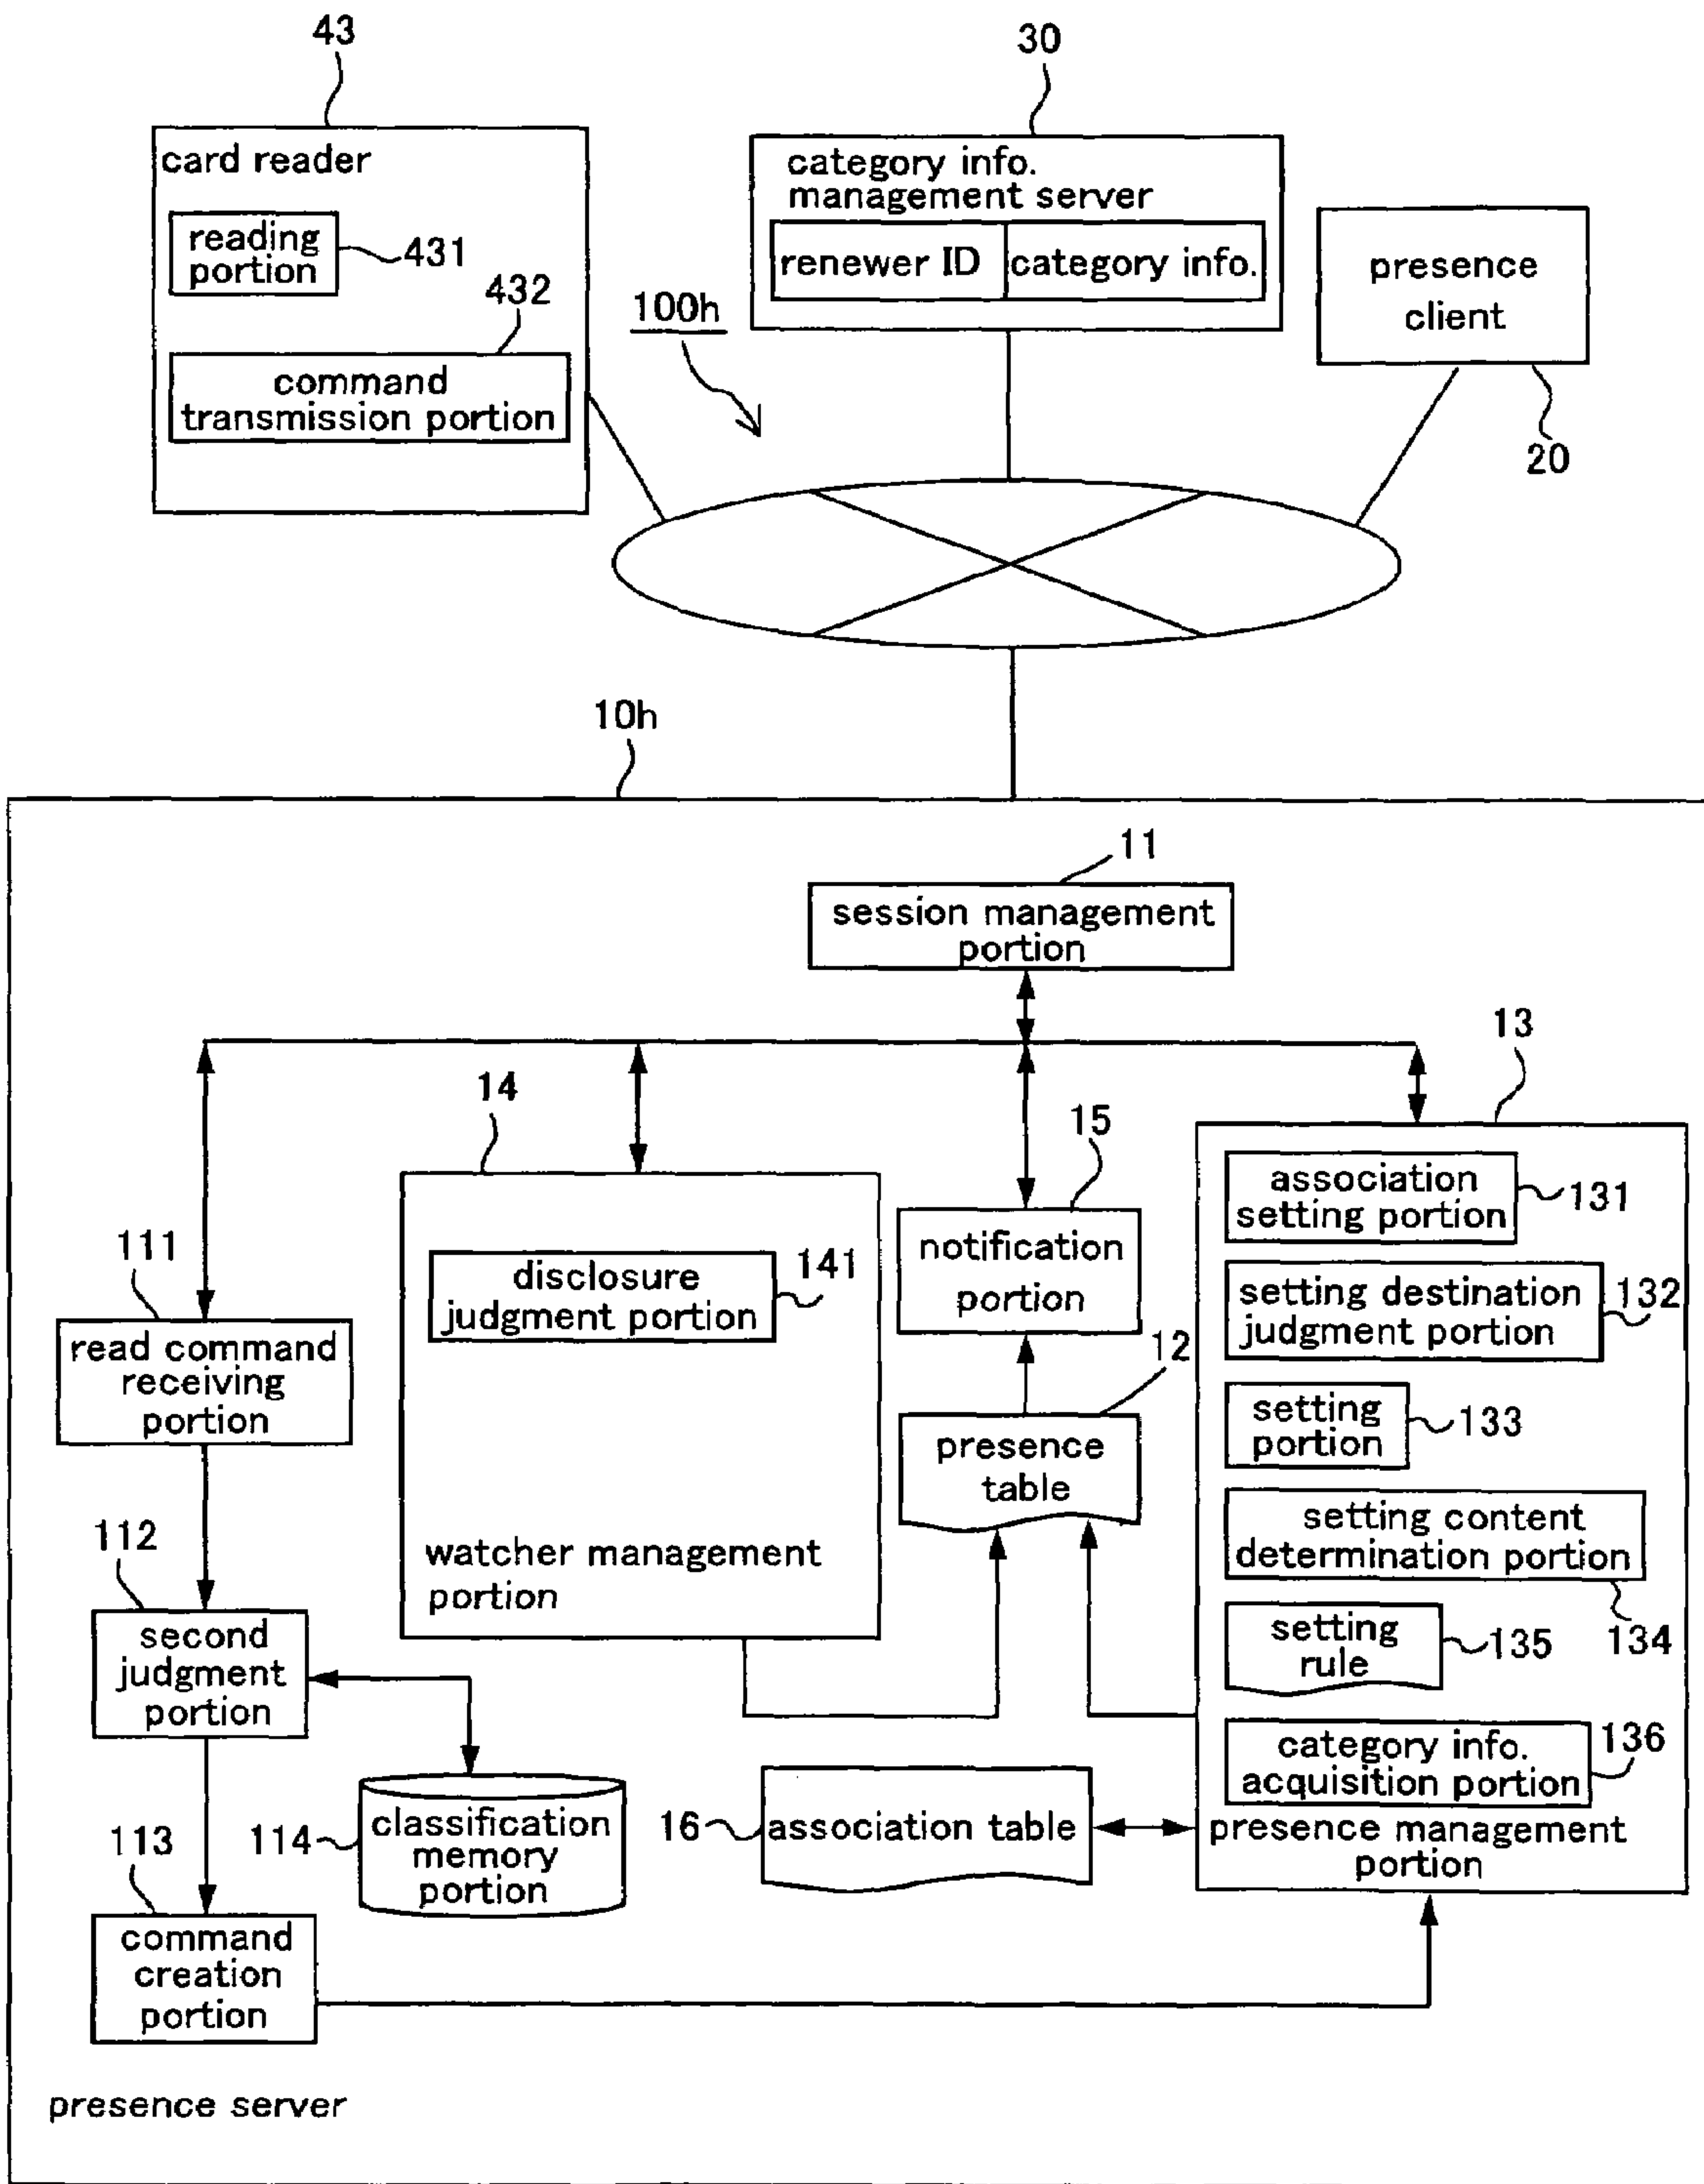 43
30
card reader
reading
portion
431
432
command
transmission portion
category info.
management server
renewer ID
category info.
100h
presence
client
20
10h
11
session management
portion
13
14
15
131
association
setting portion
132
setting destination
judgment portion
133
setting
portion
setting content
determination portion
134
setting
rule
135
category info.
acquisition portion
136
presence management
portion
111
read command
receiving
portion
disclosure
judgment portion
141
watcher management
portion
notification
portion
12
presence
table
112
second
judgment
portion
114
classification
memory
portion
16
association table
113
command
creation
portion
presence server